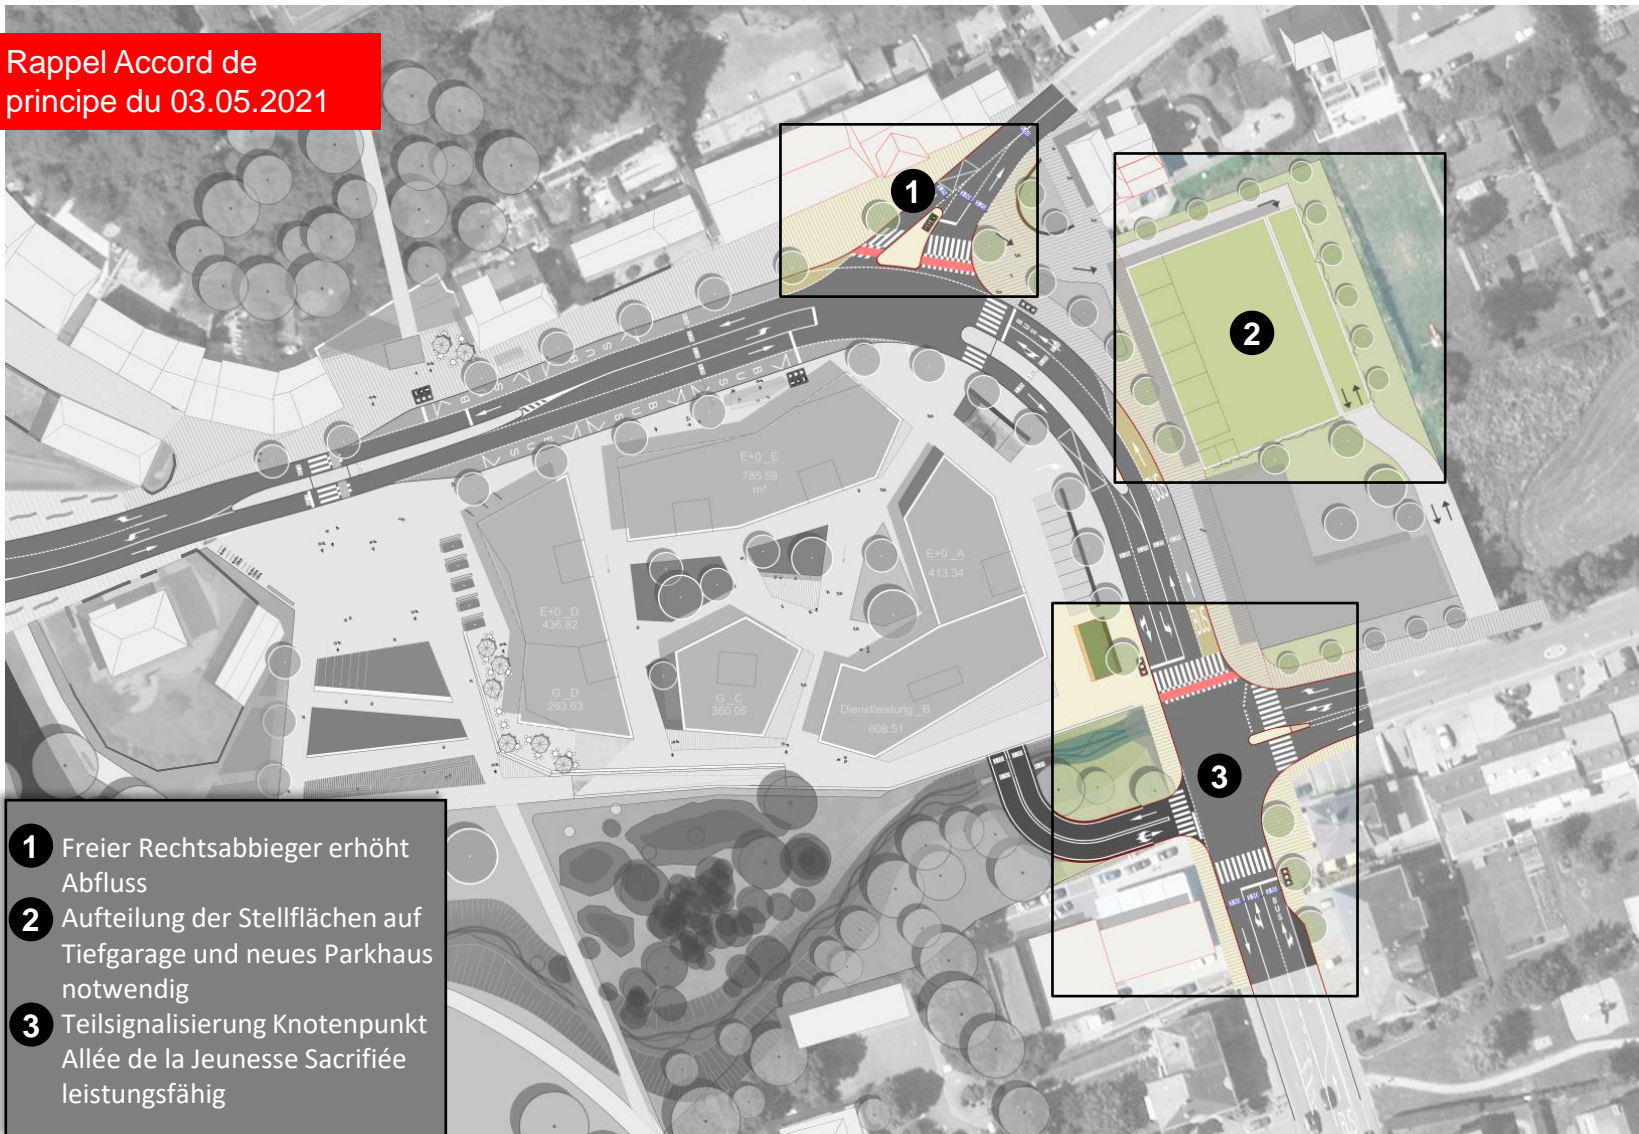 Rappel Accord de
principe du 03.05.2021
1
2
E+0_E
785.59
m²
E+0_A
413.34
E+0_D
436.82
G_D
263.63
G_C
360.05
Dienstleistung_B
608.51
3
BUS
BUS
BUS
BUS
BUS
1 Freier Rechtsabbieger erhöht
Abfluss
2 Aufteilung der Stellflächen auf
Tiefgarage und neues Parkhaus
notwendig
3 Teilsignalisierung Knotenpunkt
Allée de la Jeunesse Sacrifiée
leistungsfähig